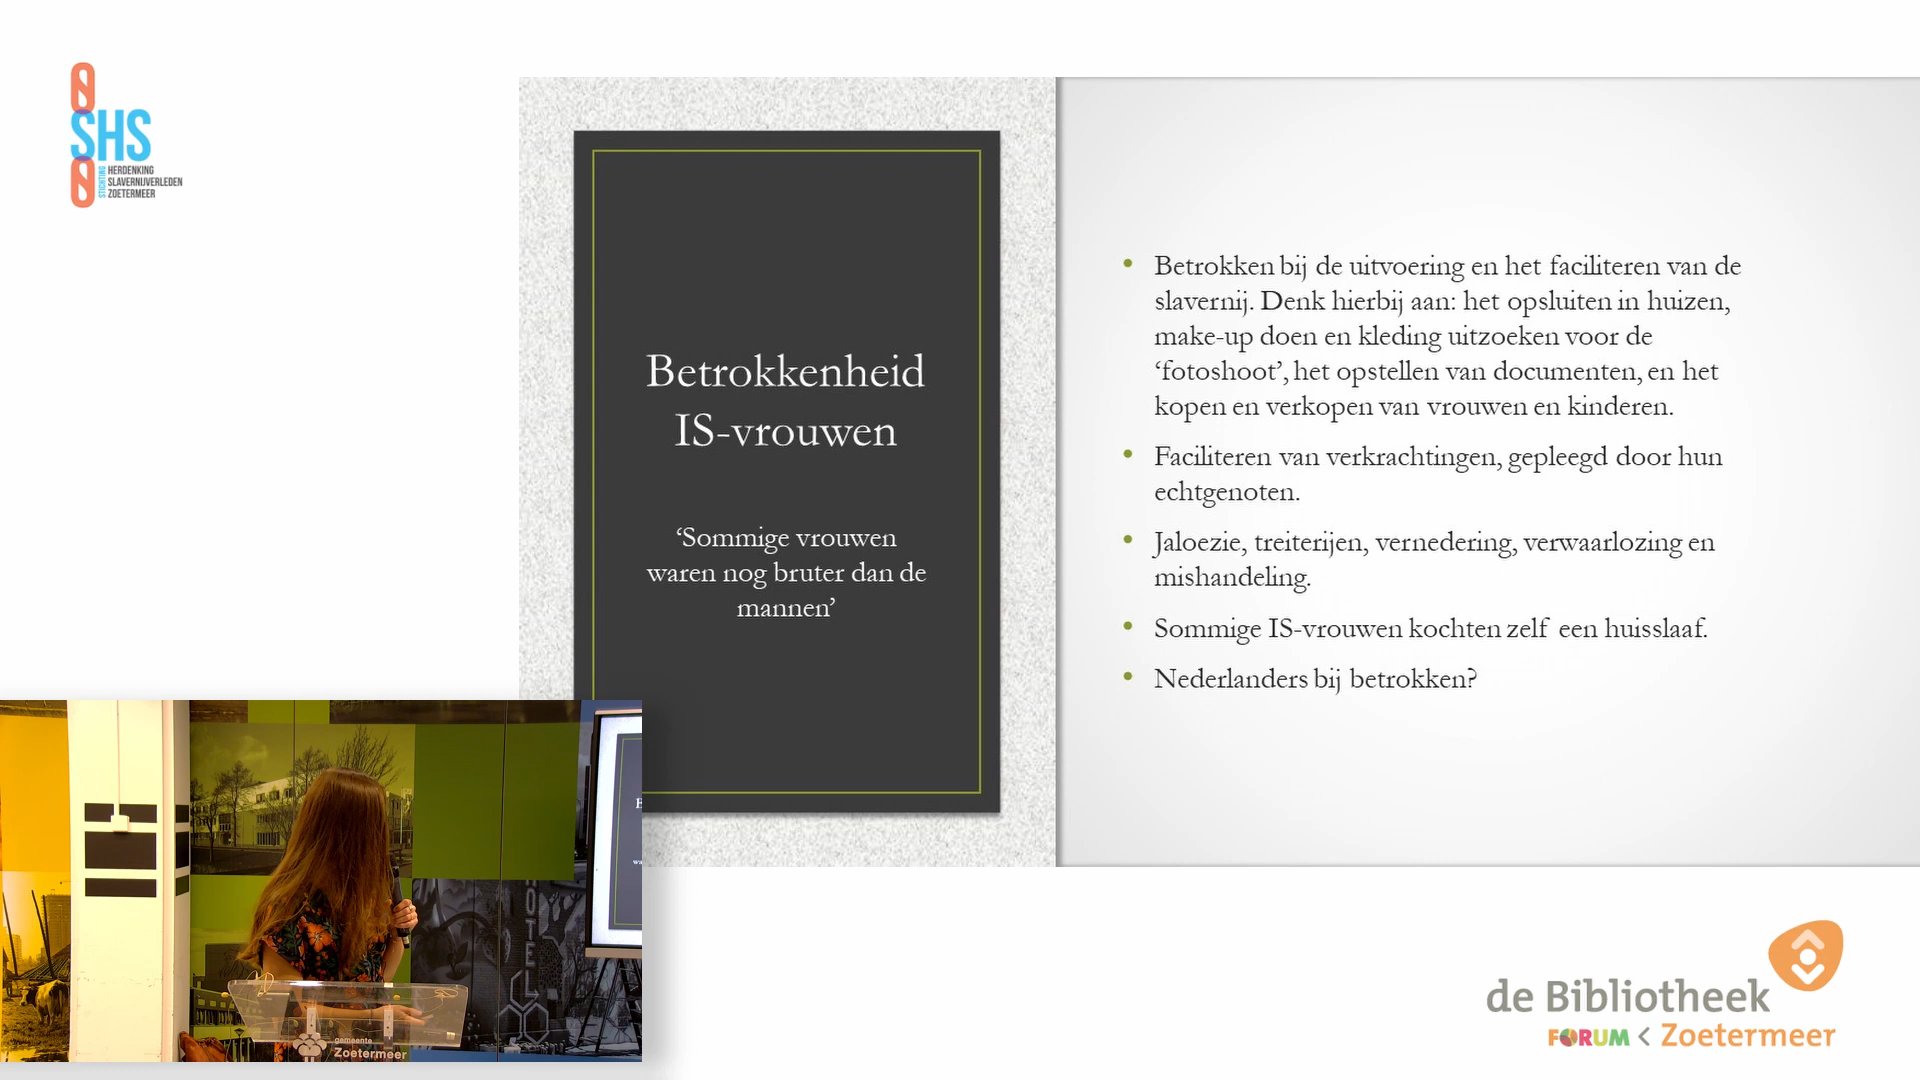 SHS
STICHTING
HERDENKING
SLAVERNIJVERLEDEN
ZOETERMEER
Betrokkenheid
IS-vrouwen
‘Sommige vrouwen
waren nog bruter dan de
mannen’
• Betrokken bij de uitvoering en het faciliteren van de
slavernij. Denk hierbij aan: het opsluiten in huizen,
make-up doen en kleding uitzoeken voor de
‘fotoshoot’, het opstellen van documenten, en het
kopen en verkopen van vrouwen en kinderen.
• Faciliteren van verkrachtingen, gepleegd door hun
echtgenoten.
• Jaloezie, treiterijen, vernedering, verwaarlozing en
mishandeling.
• Sommige IS-vrouwen kochten zelf een huisslaaf.
• Nederlanders bij betrokken?
HOTEL
gemeente
Zoetermeer
de Bibliotheek
FORUM < Zoetermeer